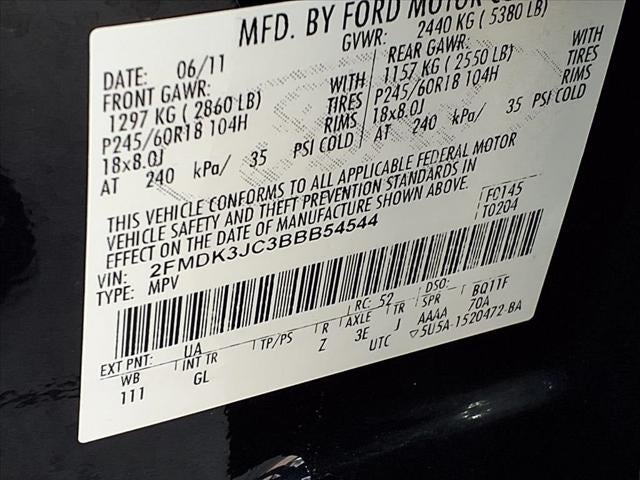 MFD. BY FORD MOTOR CO
DATE: 06/11
GVWR: 2440 KG ( 5380 LB)
FRONT GAWR:
1297 KG ( 2860 LB)
P245/60R18 104H
18x8.0J
AT 240 kPa/ 35 PSI COLD
WITH
TIRES
RIMS
REAR GAWR:
1157 KG ( 2550 LB)
P245/60R18 104H
18x8.0J
AT 240 kPa/ 35 PSI COLD
WITH
TIRES
RIMS
THIS VEHICLE CONFORMS TO ALL APPLICABLE FEDERAL MOTOR
VEHICLE SAFETY AND THEFT PREVENTION STANDARDS IN
EFFECT ON THE DATE OF MANUFACTURE SHOWN ABOVE.
VIN: 2FMDK3JC3BBB54544
TYPE: MPV
F0145
T0204
EXT PNT: UA RC: 52 DSO: BQ11F
WB INT TR TP/PS R AXLE TR SPR
111 GL Z 3E J AAAA 70A
UTC ▽5U5A-1520472-BA